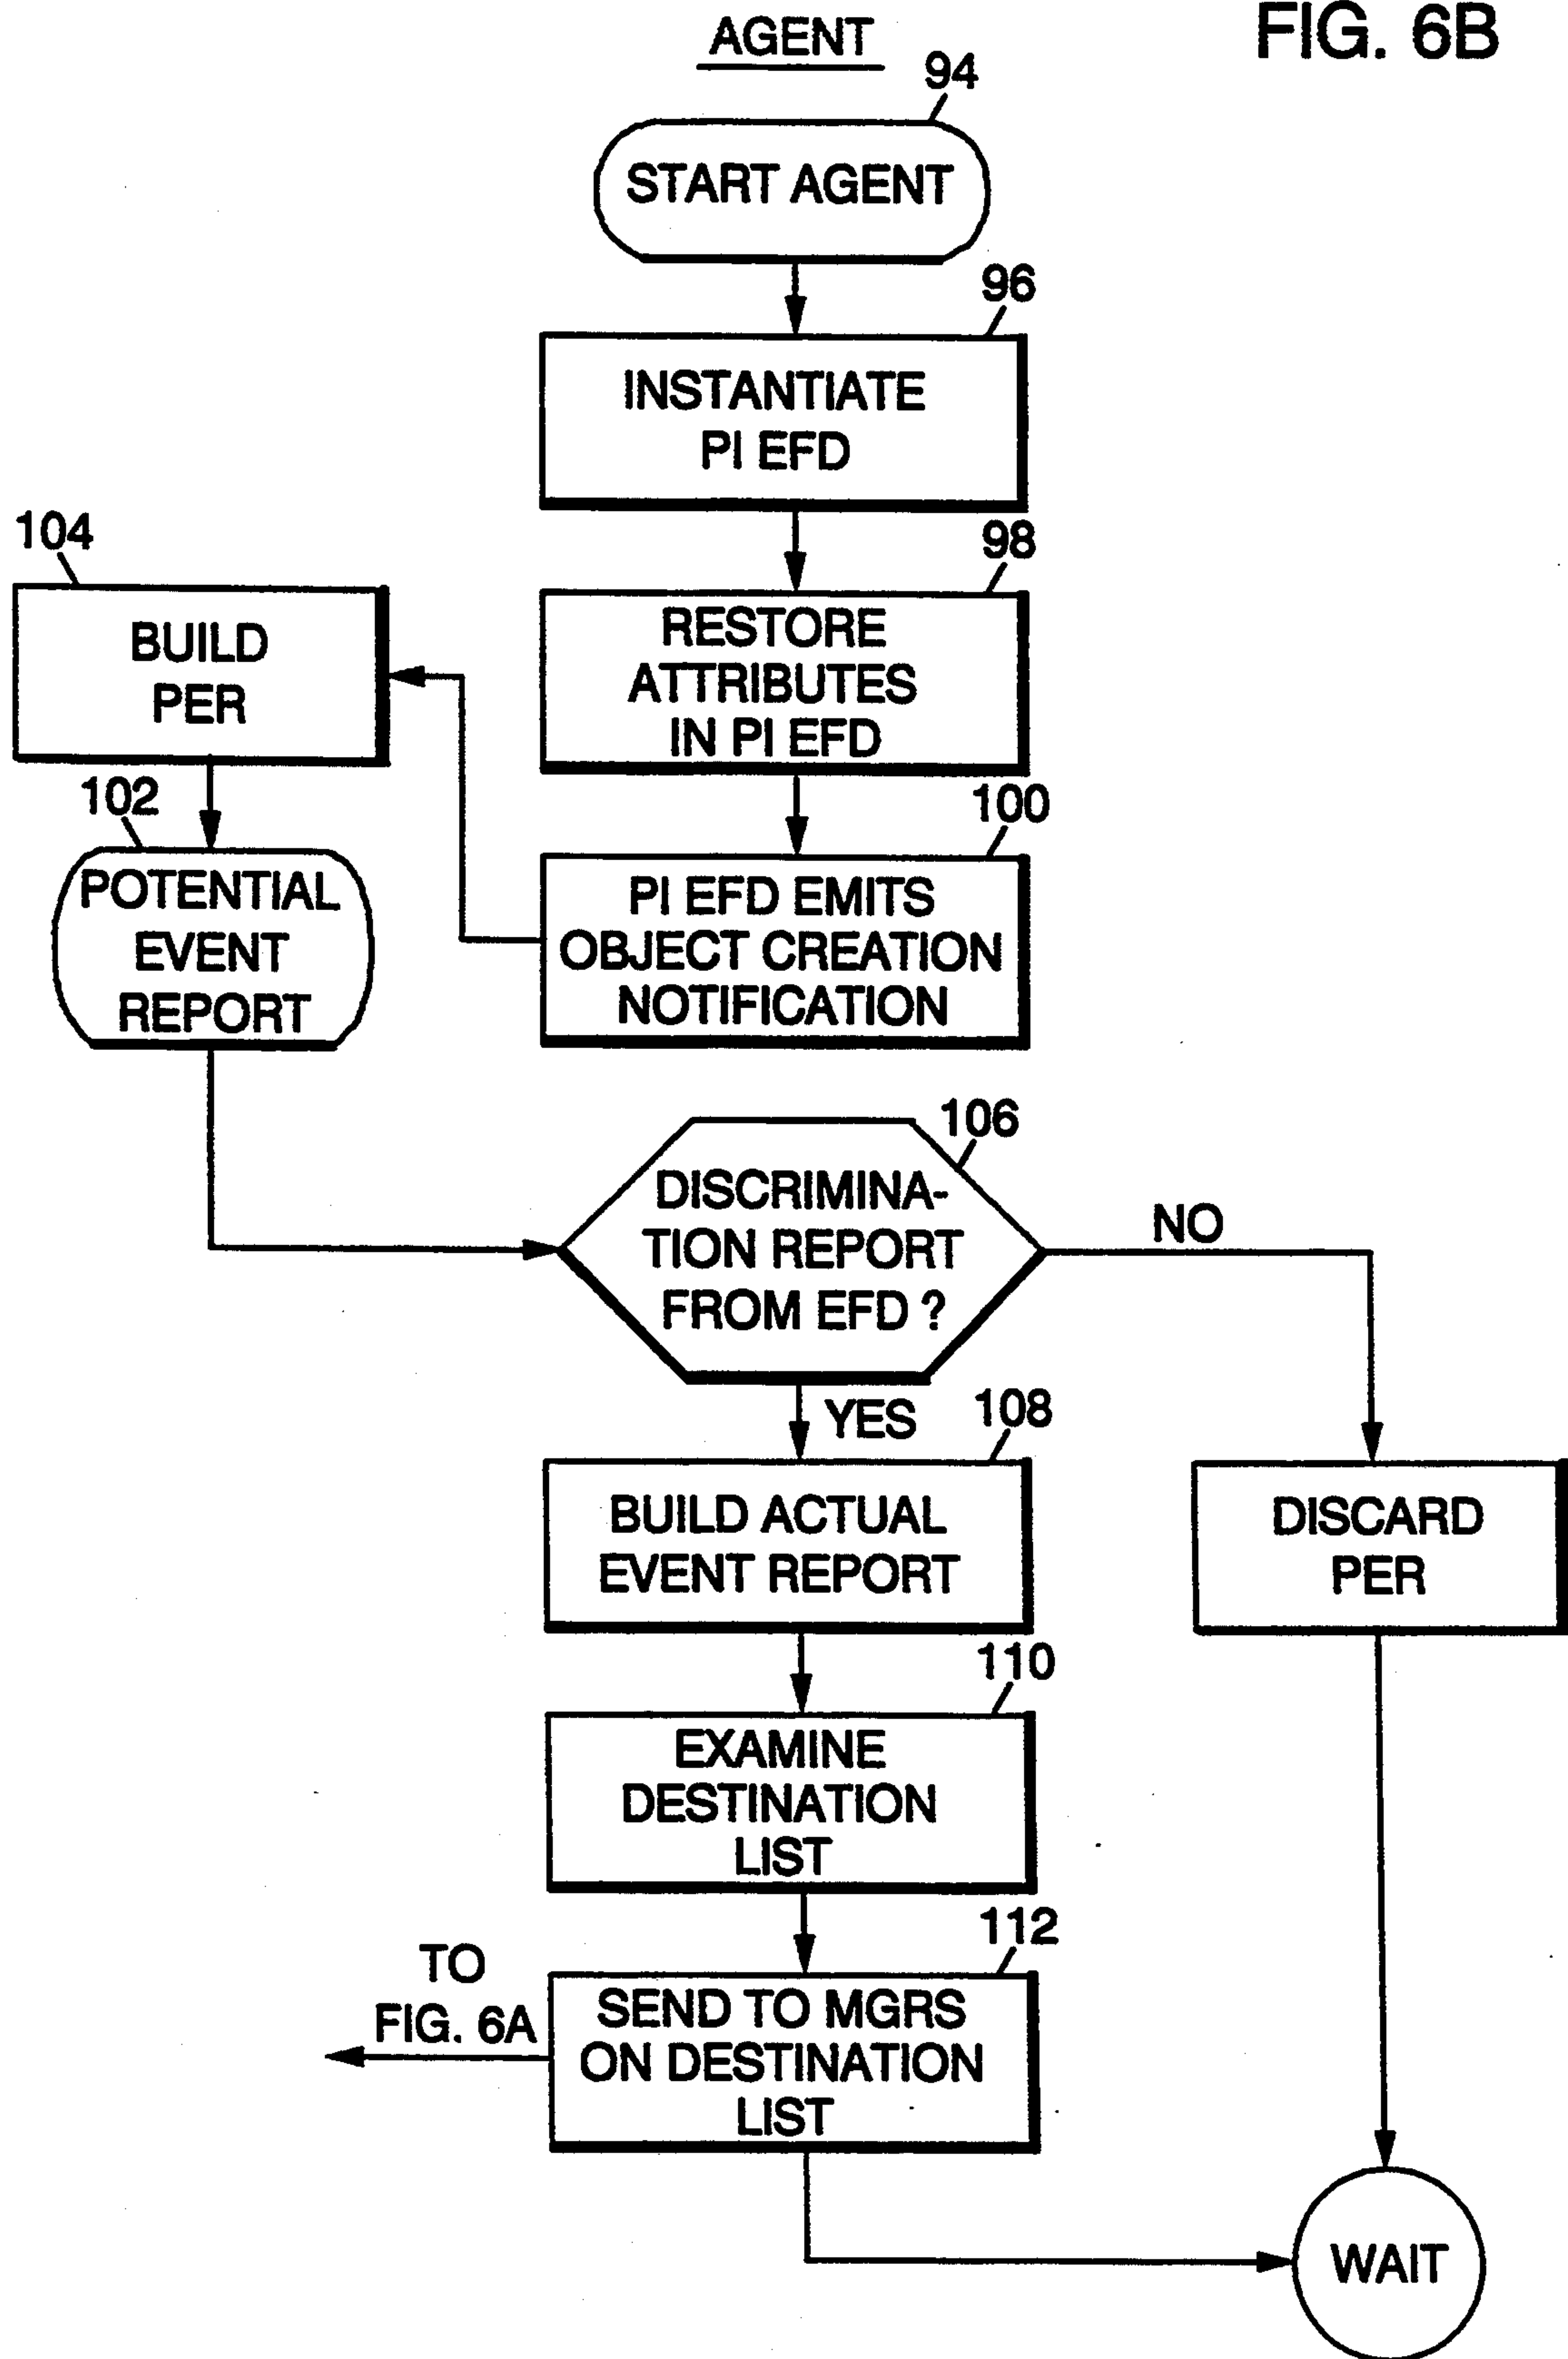 FIG. 6B
AGENT
94
START AGENT
96
INSTANTIATE
PI EFD
98
RESTORE
ATTRIBUTES
IN PI EFD
104
BUILD
PER
100
PI EFD EMITS
OBJECT CREATION
NOTIFICATION
102
POTENTIAL
EVENT
REPORT
106
DISCRIMINA-
TION REPORT
FROM EFD ?
NO
YES
108
BUILD ACTUAL
EVENT REPORT
DISCARD
PER
110
EXAMINE
DESTINATION
LIST
112
SEND TO MGRS
ON DESTINATION
LIST
TO
FIG. 6A
WAIT